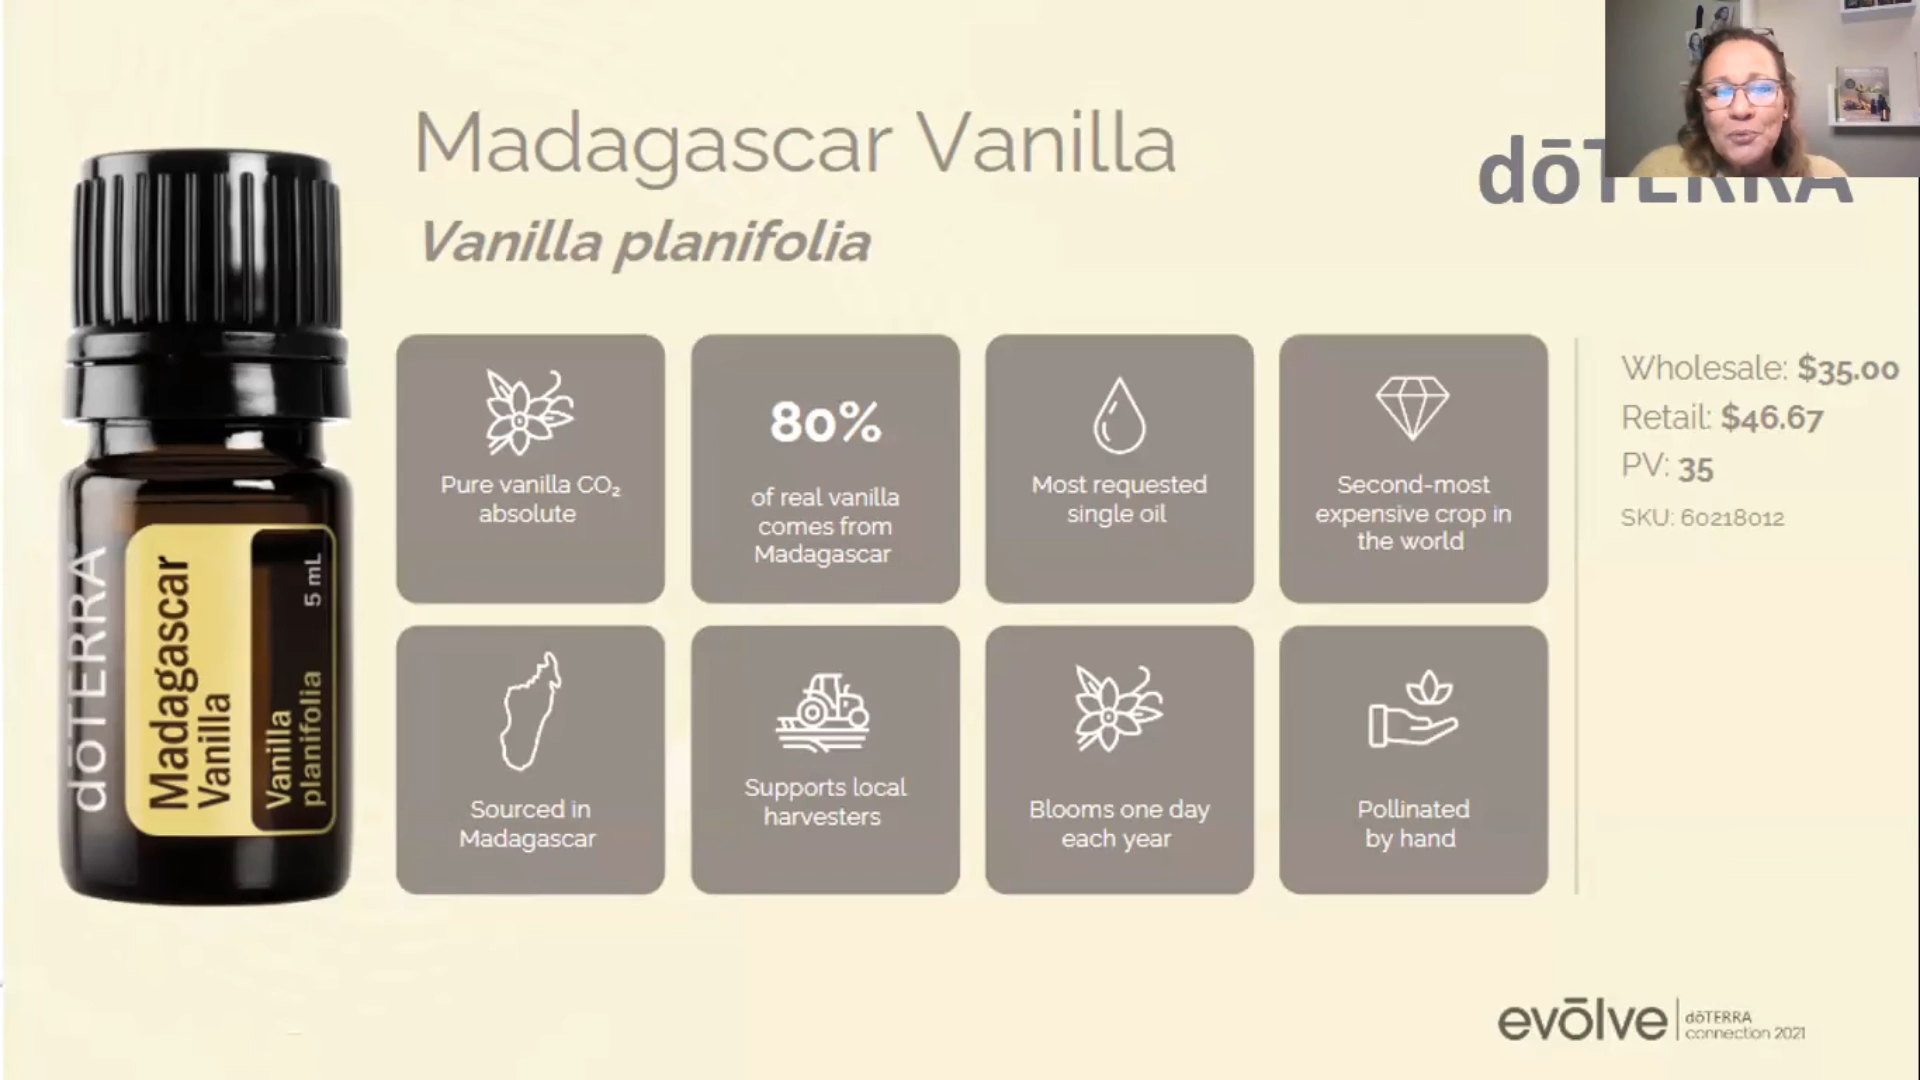 Madagascar Vanilla
Vanilla planifolia
dōTERRA
Pure vanilla CO₂
absolute
80%
of real vanilla
comes from
Madagascar
Most requested
single oil
Second-most
expensive crop in
the world
Wholesale: $35.00
Retail: $46.67
PV: 35
SKU: 60218012
Sourced in
Madagascar
Supports local
harvesters
Blooms one day
each year
Pollinated
by hand
dōTERRA
Madagascar
Vanilla
5 mL
Vanilla
planifolia
evōlve
dōTERRA
connection 2021